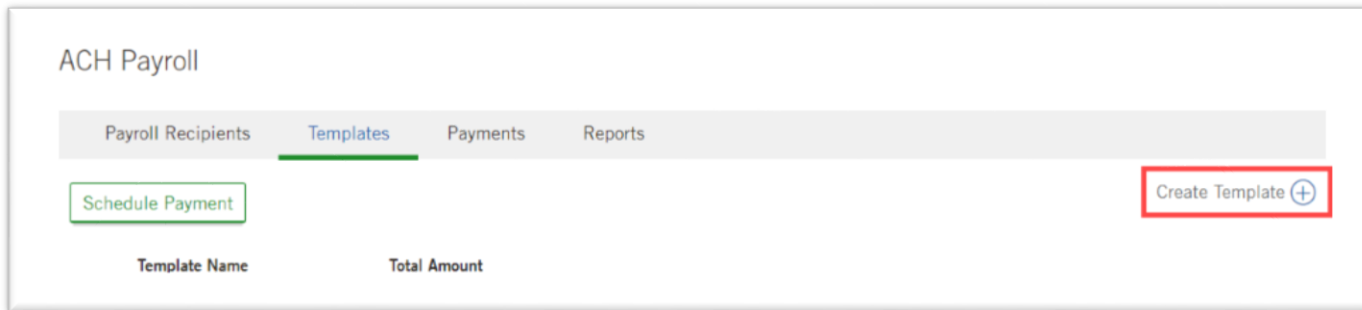 ACH Payroll
Payroll Recipients Templates Payments Reports
Schedule Payment Create Template
Template Name Total Amount